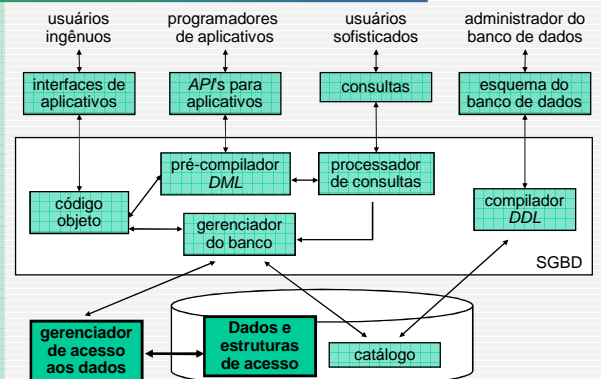 usuários
ingênuos
programadores
de aplicativos
usuários
sofisticados
administrador do
banco de dados
interfaces de
aplicativos
API's para
aplicativos
consultas
esquema do
banco de dados
pré-compilador
DML
processador
de consultas
código
objeto
compilador
DDL
gerenciador
do banco
SGBD
gerenciador
de acesso
aos dados
Dados e
estruturas
de acesso
catálogo